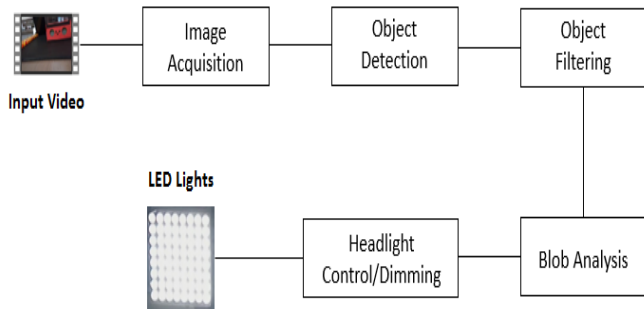 Image
Acquisition
Object
Detection
Object
Filtering
Input Video
LED Lights
Headlight
Control/Dimming
Blob Analysis